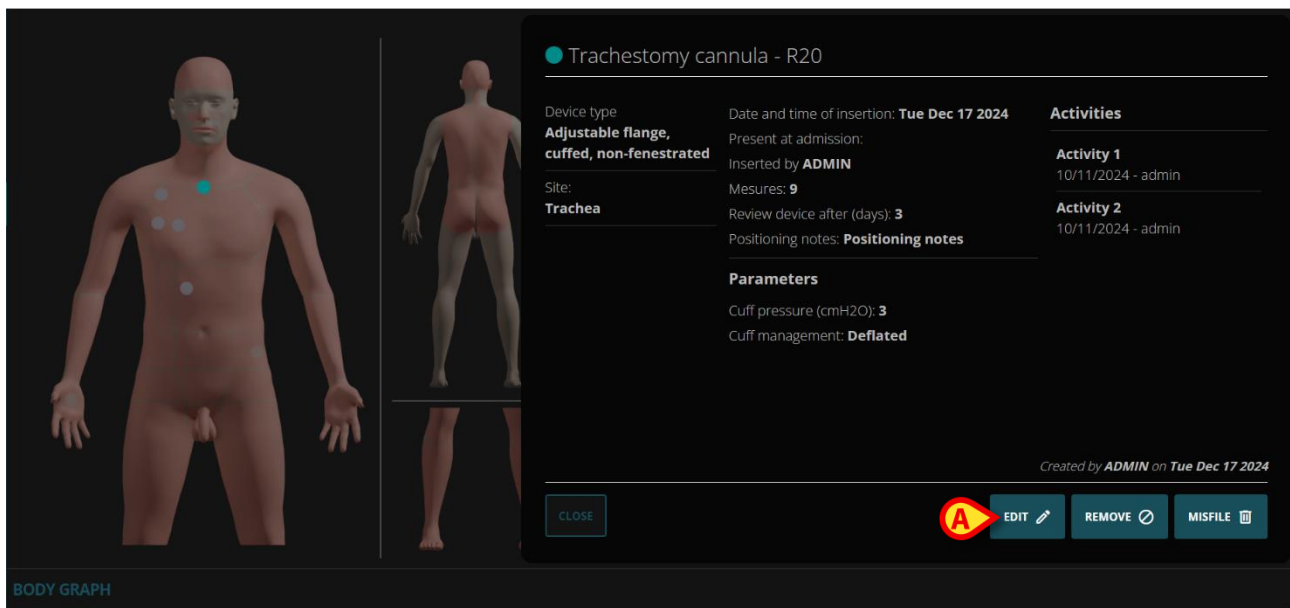 Trachestomy cannula - R20
Device type
Adjustable flange,
cuffed, non-fenestrated
Site:
Trachea
Date and time of insertion: Tue Dec 17 2024
Present at admission:
Inserted by ADMIN
Mesures: 9
Review device after (days): 3
Positioning notes: Positioning notes
Parameters
Cuff pressure (cmH2O): 3
Cuff management: Deflated
Activities
Activity 1
10/11/2024 - admin
Activity 2
10/11/2024 - admin
Created by ADMIN on Tue Dec 17 2024
CLOSE
A
EDIT
REMOVE
MISFILE
BODY GRAPH